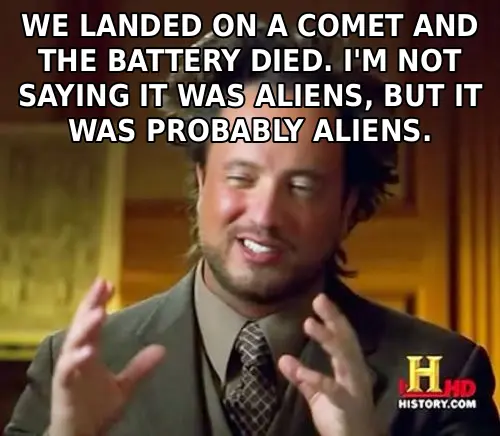 WE LANDED ON A COMET AND
THE BATTERY DIED. I'M NOT
SAYING IT WAS ALIENS, BUT IT
WAS PROBABLY ALIENS.
H HD
HISTORY.COM